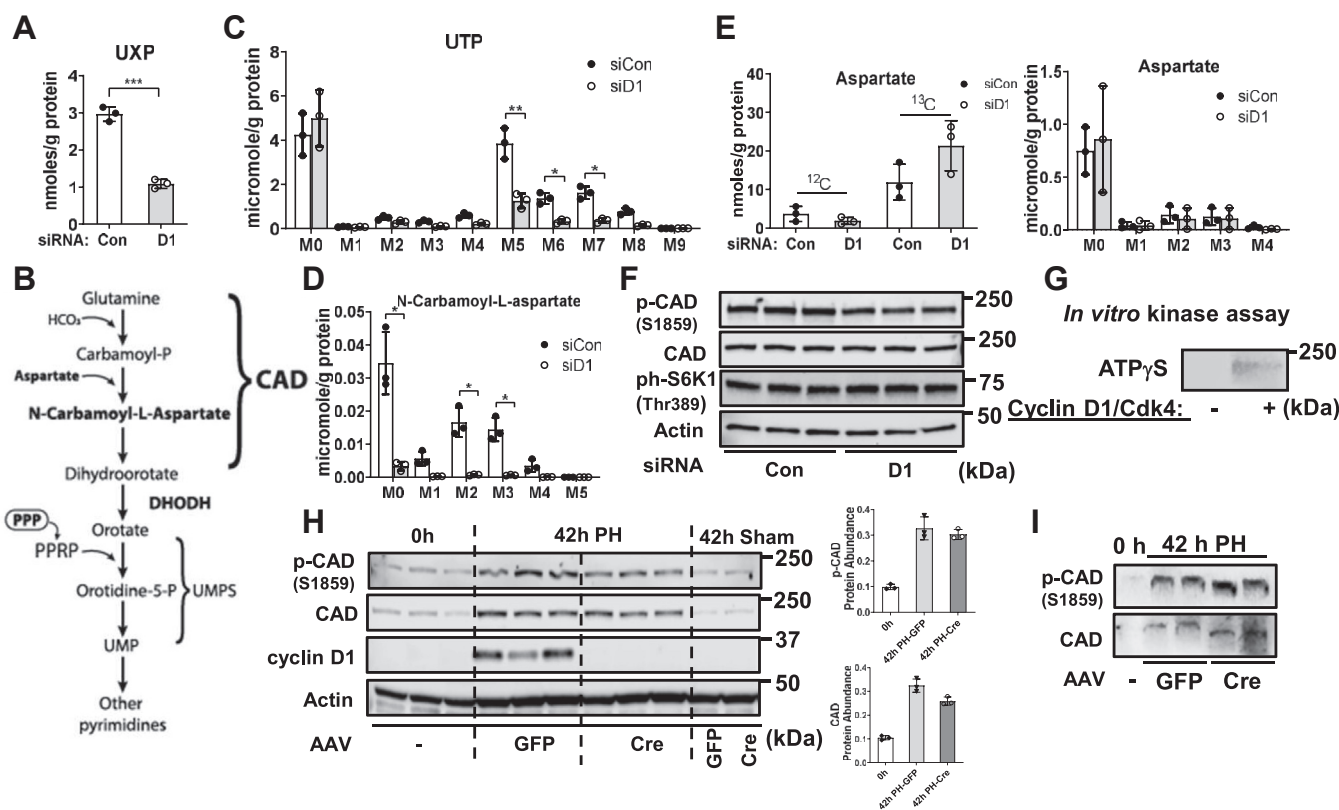 A
UXP
nmoles/g protein
4
3
2
1
0
***
siRNA:
Con
D1
B
Glutamine
HCO₃
Carbamoyl-P
Aspartate
N-Carbamoyl-L-Aspartate
CAD
Dihydroorotate
DHODH
PPP
Orotate
PPRP
Orotidine-5-P
UMPS
UMP
Other
pyrimidines
C
UTP
micromole/g protein
8
6
4
2
0
siCon
siD1
**
*
*
M0 M1 M2 M3 M4 M5 M6 M7 M8 M9
D
N-Carbamoyl-L-aspartate
micromole/g protein
0.05
0.04
0.03
0.02
0.01
0.00
siCon
siD1
*
*
*
M0 M1 M2 M3 M4 M5
E
Aspartate
nmoles/g protein
30
20
10
0
siCon
siD1
12C
13C
siRNA: Con D1 Con D1
Aspartate
micromole/g protein
1.5
1.0
0.5
0.0
siCon
siD1
M0 M1 M2 M3 M4
F
p-CAD
(S1859)
250
CAD
250
ph-S6K1
(Thr389)
75
Actin
50
siRNA Con D1 (kDa)
G
In vitro kinase assay
ATPγS
250
Cyclin D1/Cdk4: - + (kDa)
H
0h 42h PH 42h Sham
p-CAD
(S1859)
250
CAD
250
cyclin D1
37
Actin
50
AAV - GFP Cre GFP Cre (kDa)
p-CAD
Protein Abundance
0.4
0.3
0.2
0.1
0.0
0h
42h PH-GFP
42h PH-Cre
CAD
Protein Abundance
0.4
0.3
0.2
0.1
0.0
0h
42h PH-GFP
42h PH-Cre
I
0 h 42 h PH
p-CAD
(S1859)
CAD
AAV - GFP Cre